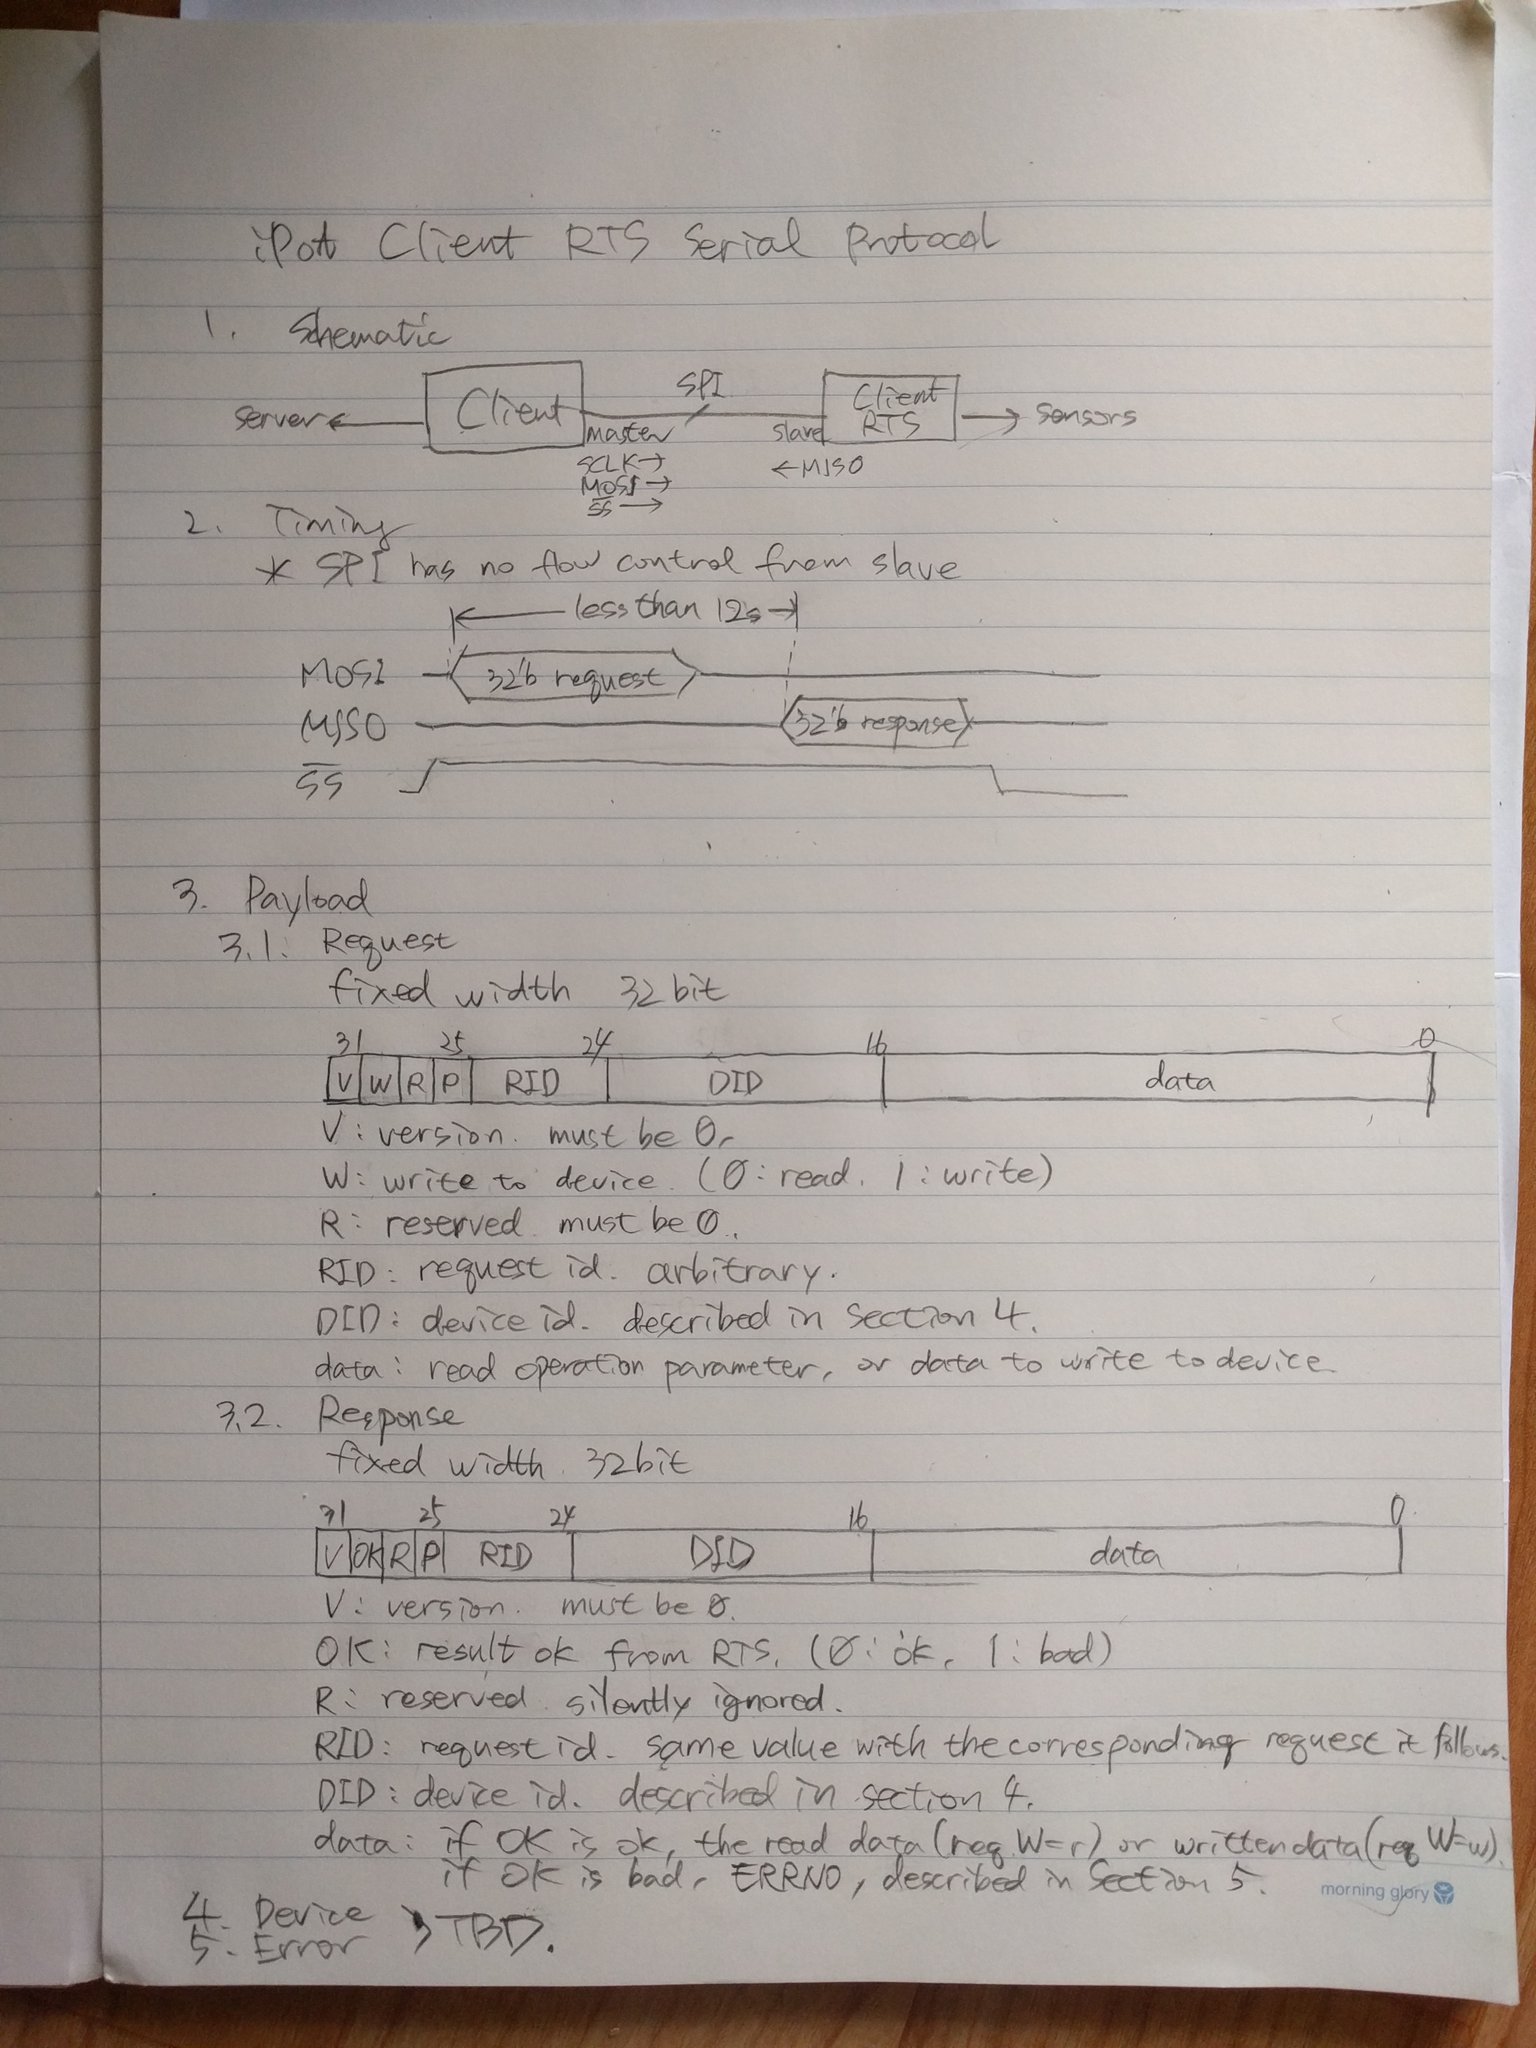 iPot Client RTS Serial Protocol
1. Schematic
server Client SPI Client RTS sensors
master slave
SCLK→ ←MISO
MOSI→
SS→
2. Timing
* SPI has no flow control from slave
less than 12s
MOSI 32'b request
MISO 32'b response
SS
3. Payload
3.1. Request
fixed width 32bit
31 25 24 16 0
V W R P RID DID data
V: version. must be 0.
W: write to device. (0: read. 1: write)
R: reserved. must be 0.
RID: request id. arbitrary.
DID: device id. described in section 4.
data: read operation parameter, or data to write to device
3.2. Response
fixed width. 32bit
31 25 24 16 0
V OK R P RID DID data
V: version. must be 0.
OK: result ok from RTS. (0: ok, 1: bad)
R: reserved. silently ignored.
RID: request id. same value with the corresponding request it follows.
DID: device id. described in section 4.
data: if OK is ok, the read data (req W=r) or written data (req W=w).
if OK is bad, ERRNO, described in Section 5.
morning glory
4. Device
5. Error } TBD.